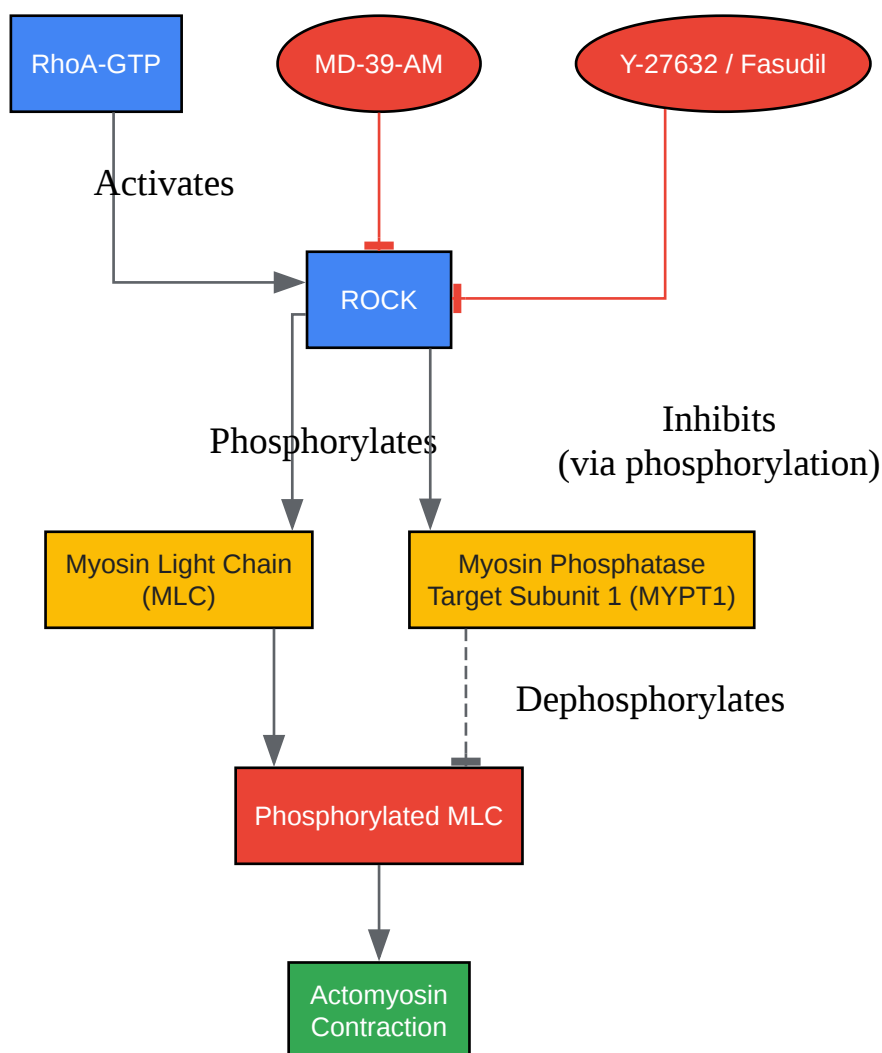 RhoA-GTP
MD-39-AM
Y-27632 / Fasudil
Activates
ROCK
Phosphorylates
Inhibits
(via phosphorylation)
Myosin Light Chain
(MLC)
Myosin Phosphatase
Target Subunit 1 (MYPT1)
Dephosphorylates
Phosphorylated MLC
Actomyosin
Contraction